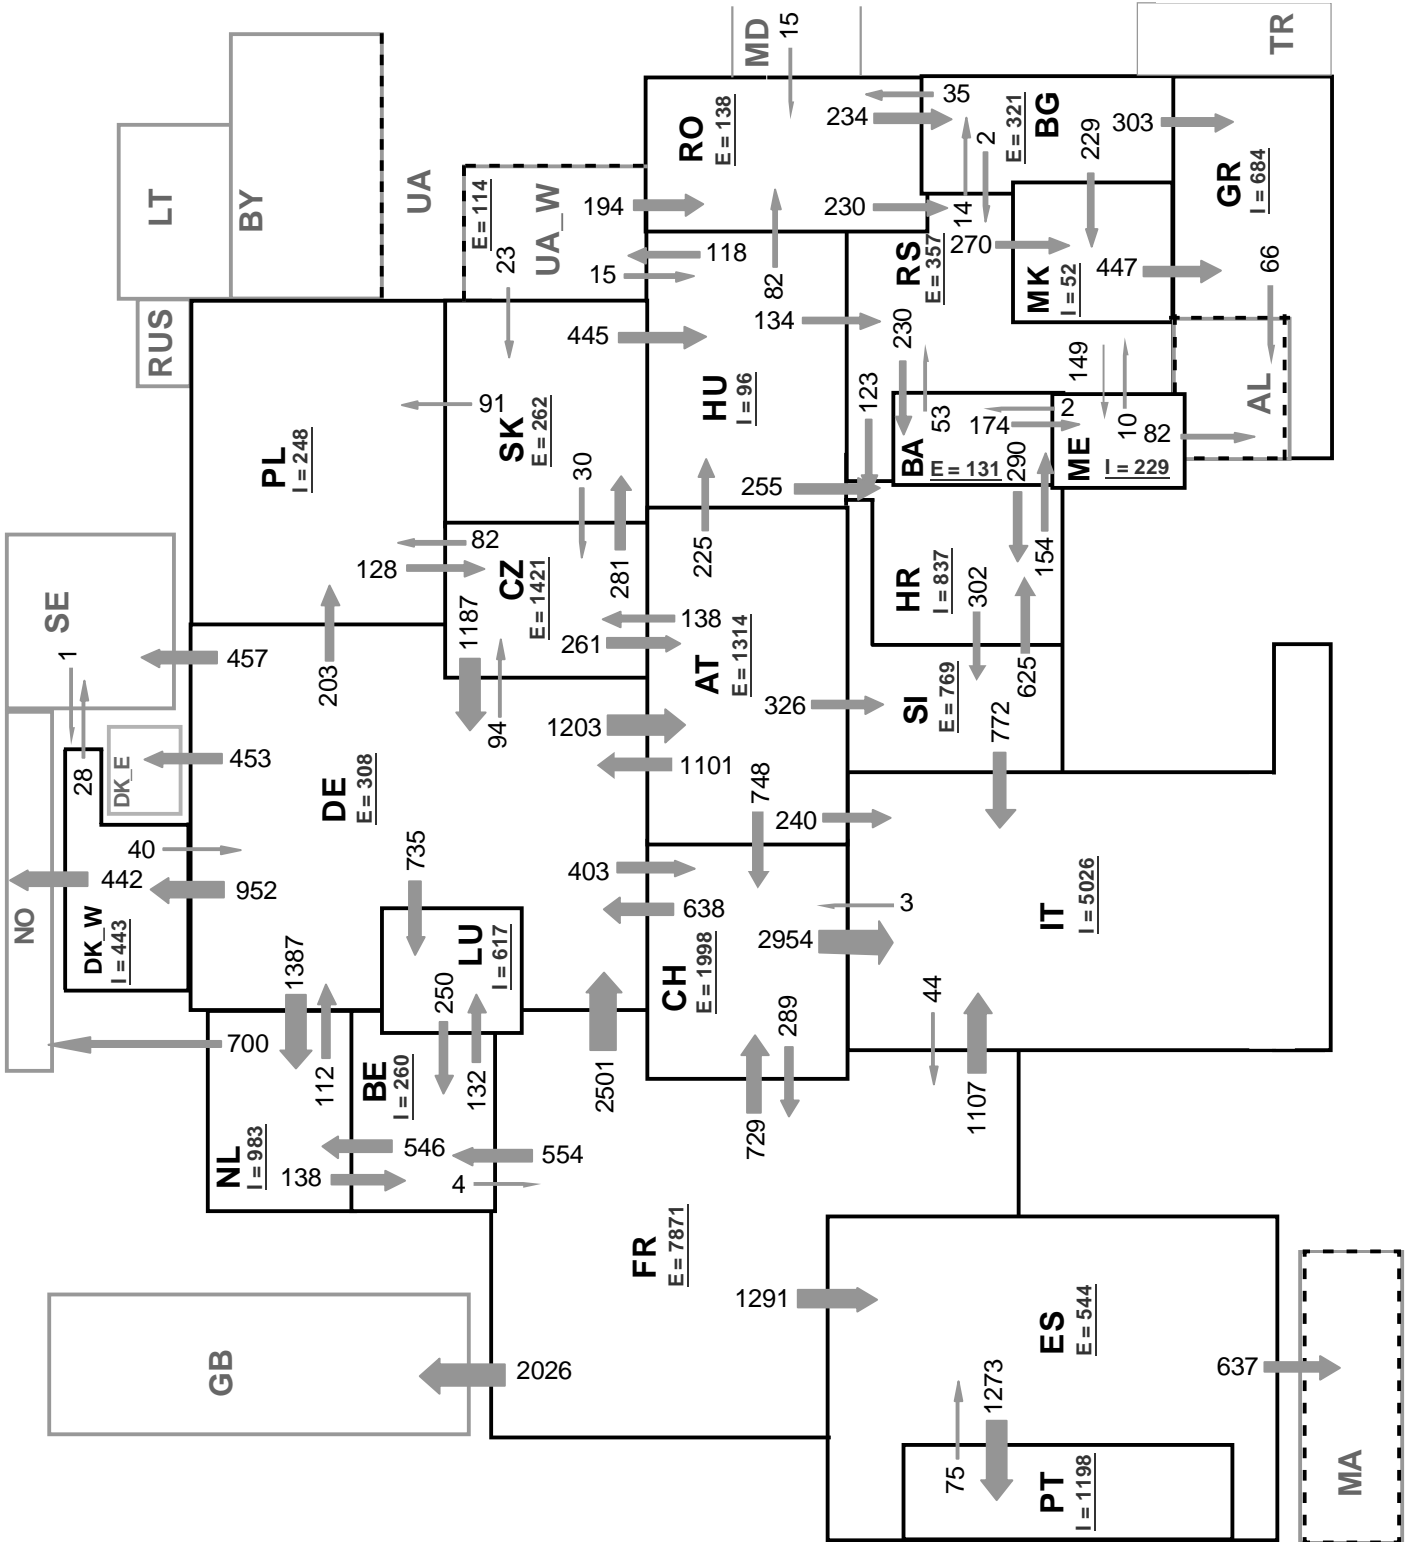 MD
15
TR
LT
BY
UA
E = 114
UA_W
23
RO
E = 138
194
234
35
2
E = 321
BG
229
303
GR
I = 684
230
14
270
RS
E = 357
MK
I = 52
447
66
AL
118
15
82
134
230
123
53
149
10
82
2
174
BA
E = 131
290
ME
I = 229
154
RUS
PL
I = 248
91
SK
E = 262
445
HU
I = 96
30
281
225
255
82
128
CZ
E = 1421
1187
94
261
138
AT
E = 1314
326
HR
I = 837
302
625
SI
E = 769
772
SE
1
28
457
203
453
DK_E
DE
E = 308
1203
1101
748
240
40
442
952
NO
DK_W
I = 443
735
403
638
CH
E = 1998
3
2954
IT
I = 5026
LU
I = 617
250
132
1387
112
700
2501
729
289
44
1107
NL
I = 983
BE
I = 260
546
138
554
4
FR
E = 7871
1291
GB
2026
ES
E = 544
637
MA
75
1273
PT
I = 1198